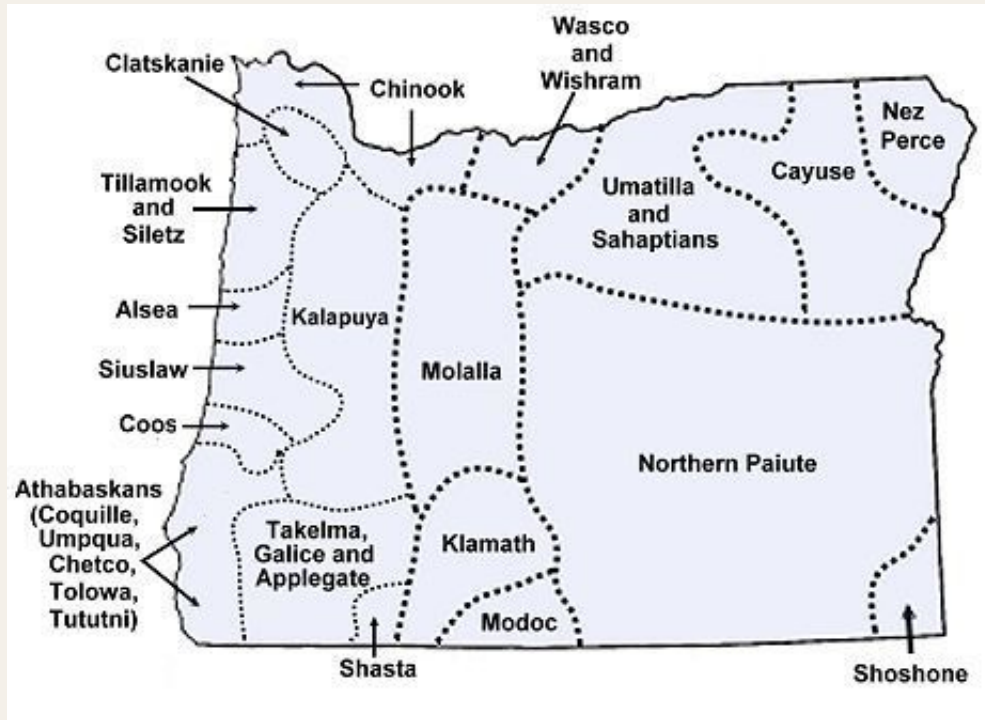 Wasco
and
Wishram
Clatskanie
Chinook
Nez
Perce
Cayuse
Tillamook
and
Siletz
Umatilla
and
Sahaptians
Alsea
Kalapuya
Siuslaw
Molalla
Coos
Northern Paiute
Athabaskans
(Coquille,
Umpqua,
Chetco,
Tolowa,
Tututni)
Takelma,
Galice and
Applegate
Klamath
Modoc
Shasta
Shoshone